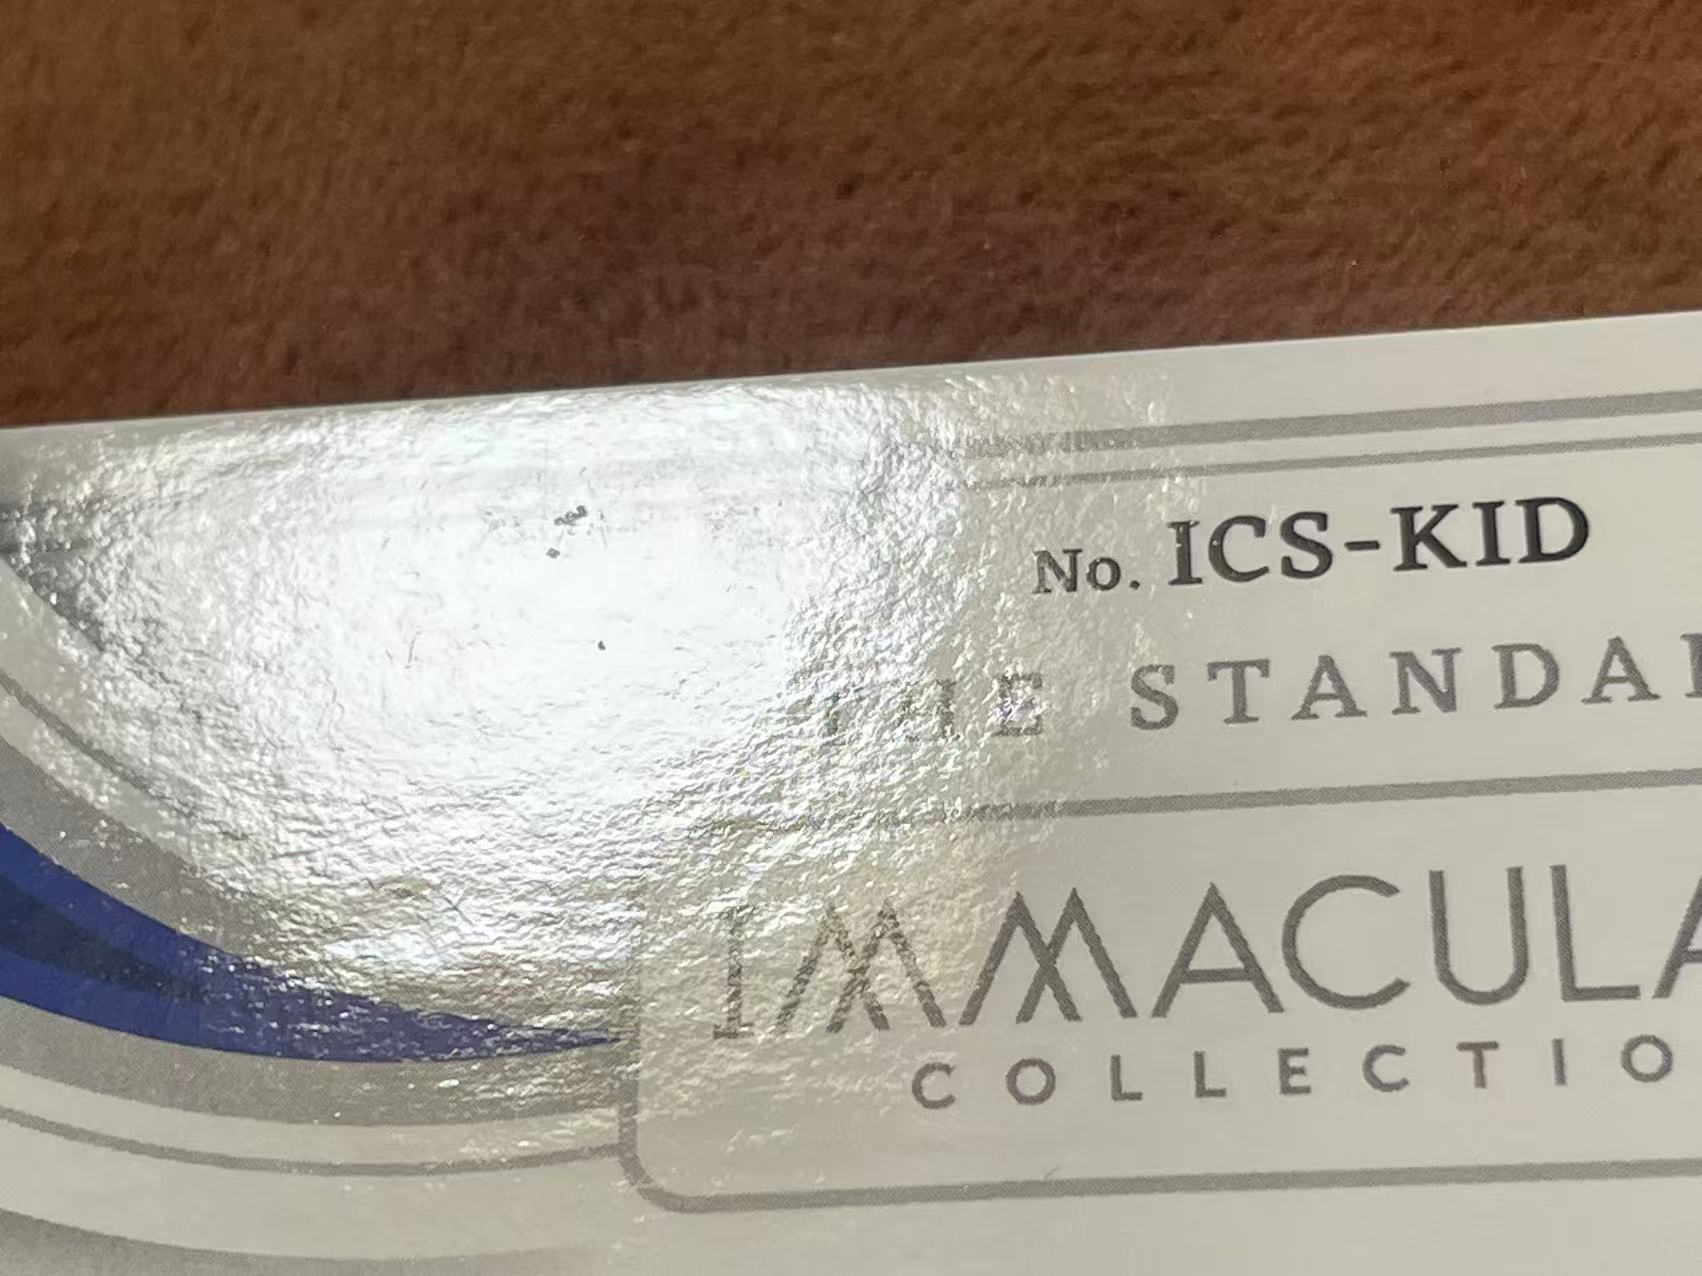 No. ICS-KID
THE STANDA
IMMACULA
COLLECTIO